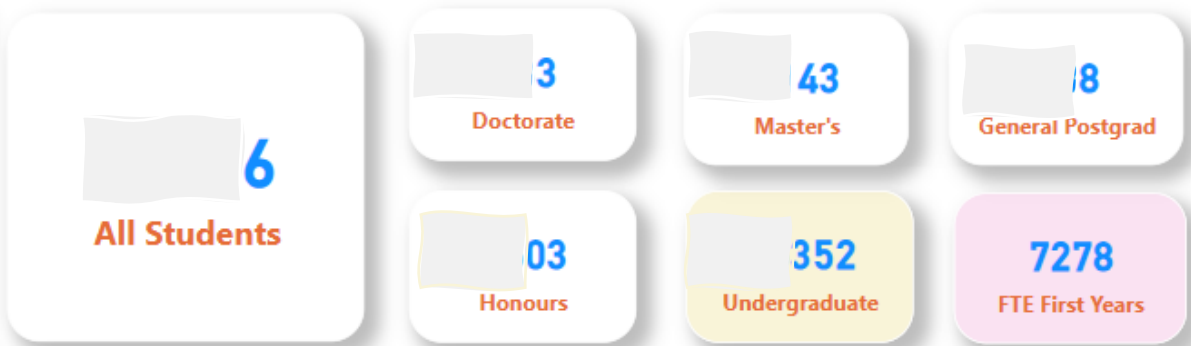 3
Doctorate
43
Master's
8
General Postgrad
6
All Students
03
Honours
352
Undergraduate
7278
FTE First Years